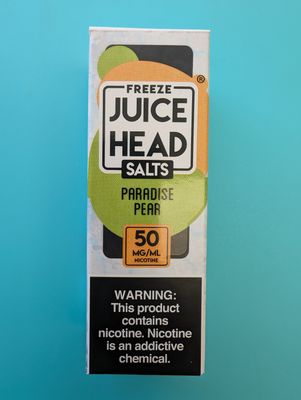 FREEZE
JUICE
HEAD
®
SALTS
PARADISE
PEAR
50
MG/ML
NICOTINE
WARNING:
This product
contains
nicotine. Nicotine
is an addictive
chemical.